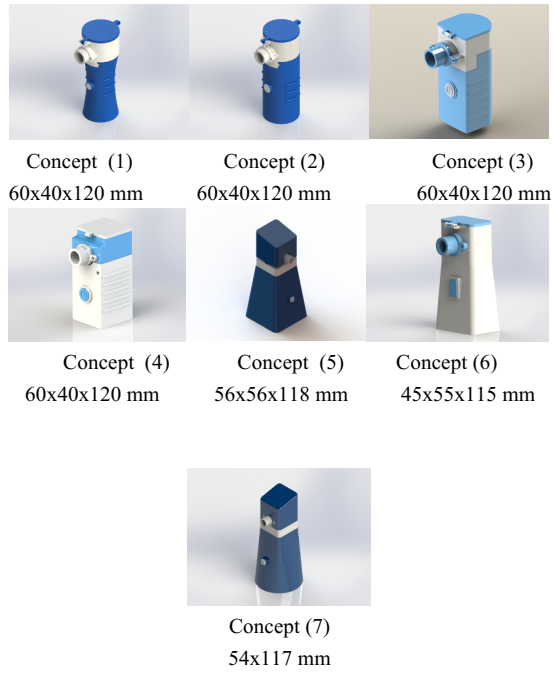 Concept (1)
60x40x120 mm
Concept (2)
60x40x120 mm
Concept (3)
60x40x120 mm
Concept (4)
60x40x120 mm
Concept (5)
56x56x118 mm
Concept (6)
45x55x115 mm
Concept (7)
54x117 mm